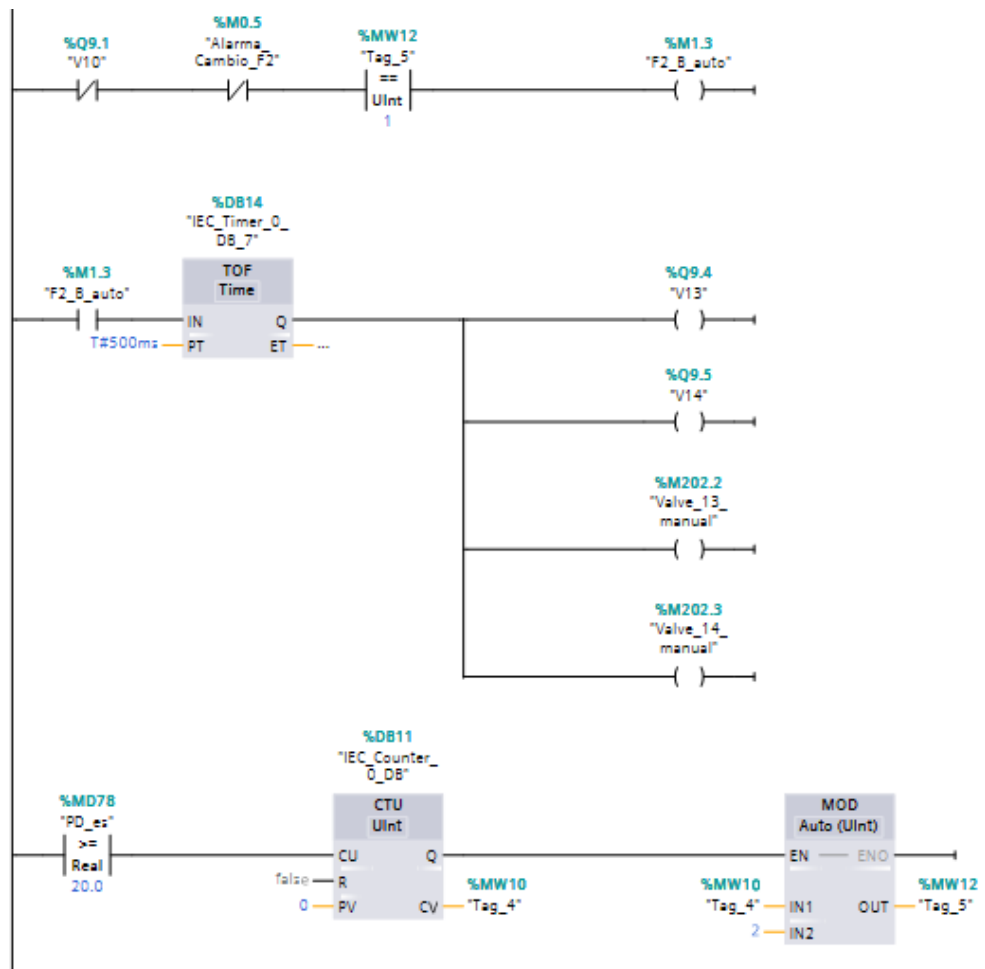 %Q9.1
"V10"
%M0.5
"Alarma_
Cambio_F2"
%MW12
"Tag_5"
==
UInt
1
%M1.3
"F2_B_auto"
%DB14
"IEC_Timer_0_
DB_7"
TOF
Time
%M1.3
"F2_B_auto"
IN
Q
T#500ms
PT
ET
...
%Q9.4
"V13"
%Q9.5
"V14"
%M202.2
"Valve_13_
manual"
%M202.3
"Valve_14_
manual"
%DB11
"IEC_Counter_
0_DB"
CTU
UInt
%MD78
"PD_es"
>=
Real
20.0
CU
Q
false
R
0
PV
CV
%MW10
"Tag_4"
MOD
Auto (UInt)
EN
ENO
%MW10
"Tag_4"
IN1
2
IN2
OUT
%MW12
"Tag_5"